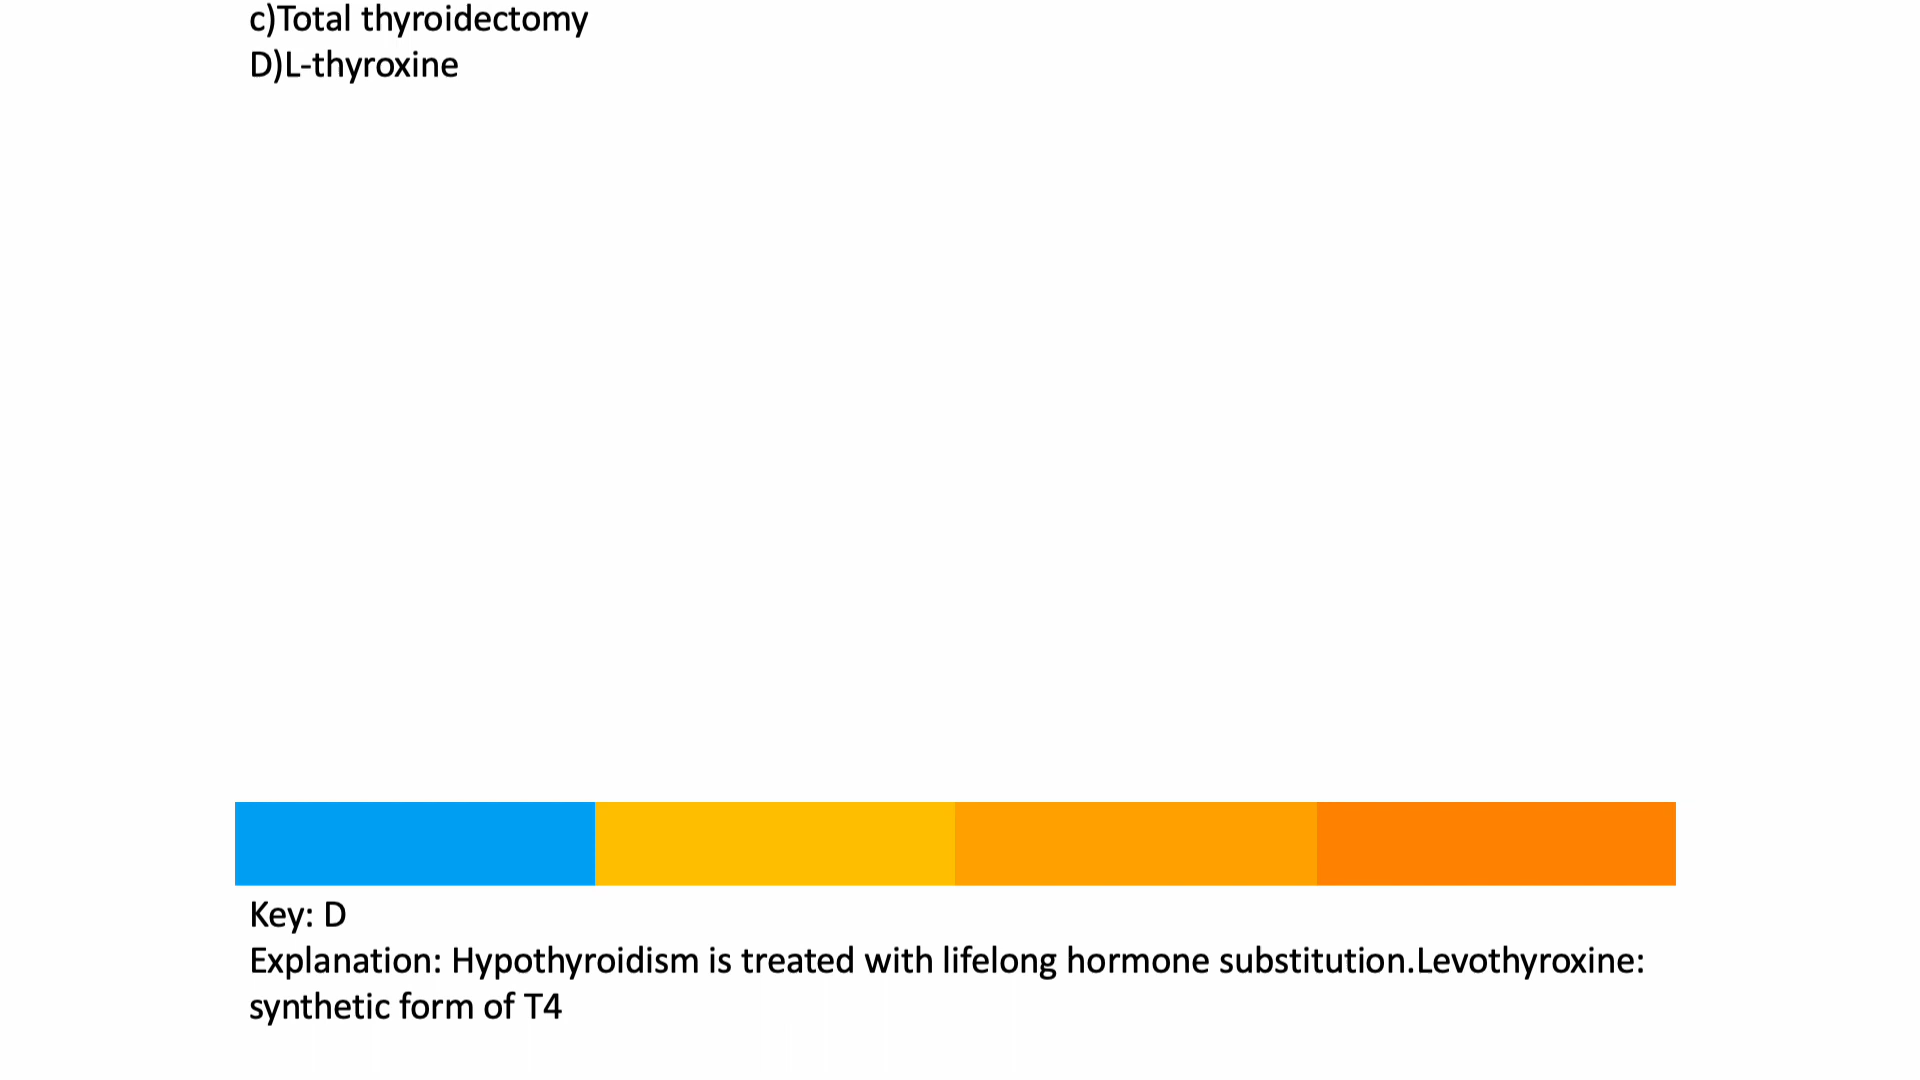 c)Total thyroidectomy
D)L-thyroxine
Key: D
Explanation: Hypothyroidism is treated with lifelong hormone substitution.Levothyroxine:
synthetic form of T4